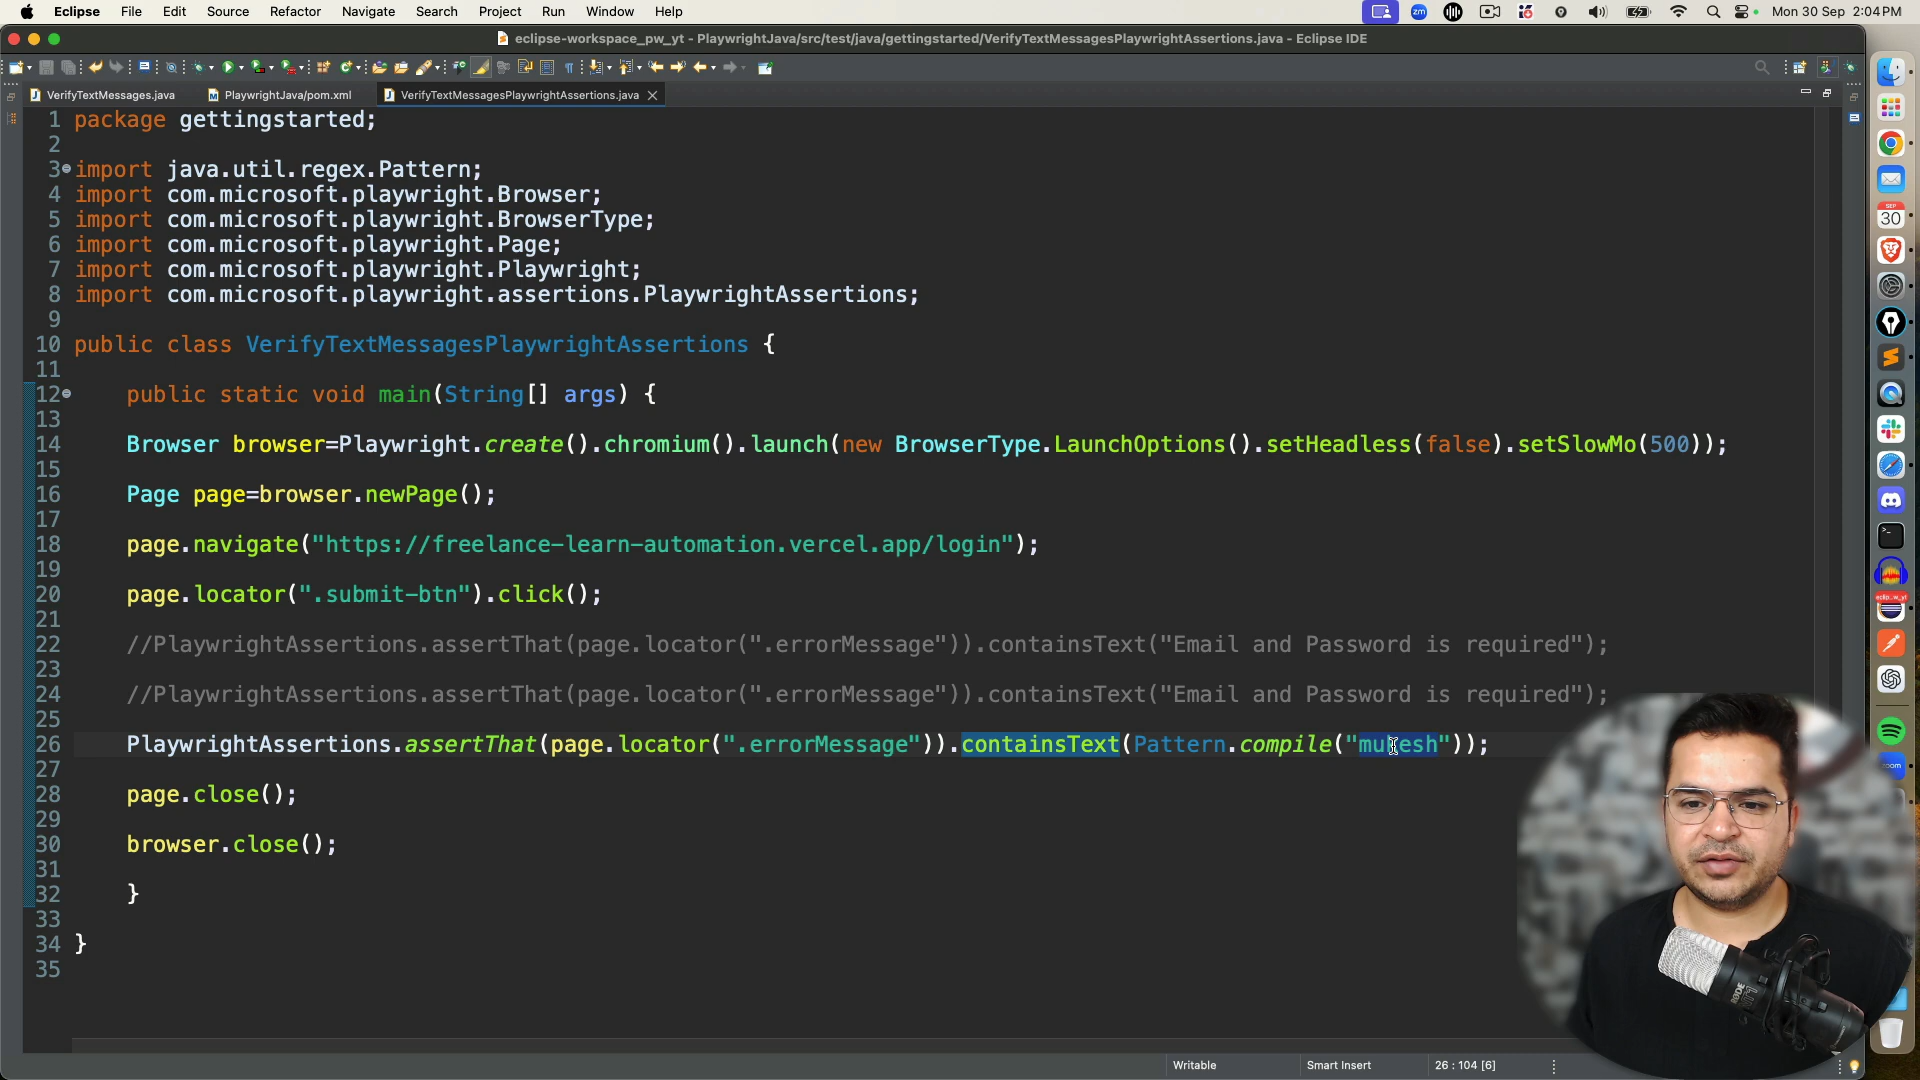 Eclipse File Edit Source Refactor Navigate Search Project Run Window Help
zm
Mon 30 Sep 2:04 PM
eclipse-workspace_pw_yt - PlaywrightJava/src/test/java/gettingstarted/VerifyTextMessagesPlaywrightAssertions.java - Eclipse IDE
VerifyTextMessages.java
PlaywrightJava/pom.xml
VerifyTextMessagesPlaywrightAssertions.java
1 package gettingstarted;
2
3 import java.util.regex.Pattern;
4 import com.microsoft.playwright.Browser;
5 import com.microsoft.playwright.BrowserType;
6 import com.microsoft.playwright.Page;
7 import com.microsoft.playwright.Playwright;
8 import com.microsoft.playwright.assertions.PlaywrightAssertions;
9
10 public class VerifyTextMessagesPlaywrightAssertions {
11
12 public static void main(String[] args) {
13
14 Browser browser=Playwright.create().chromium().launch(new BrowserType.LaunchOptions().setHeadless(false).setSlowMo(500));
15
16 Page page=browser.newPage();
17
18 page.navigate("https://freelance-learn-automation.vercel.app/login");
19
20 page.locator(".submit-btn").click();
21
22 //PlaywrightAssertions.assertThat(page.locator(".errorMessage")).containsText("Email and Password is required");
23
24 //PlaywrightAssertions.assertThat(page.locator(".errorMessage")).containsText("Email and Password is required");
25
26 PlaywrightAssertions.assertThat(page.locator(".errorMessage")).containsText(Pattern.compile("mukesh"));
27
28 page.close();
29
30 browser.close();
31
32 }
33
34 }
35
Writable
Smart Insert
26 : 104 [6]
SEP
30
eclip...w_yt
zoom
RØDE